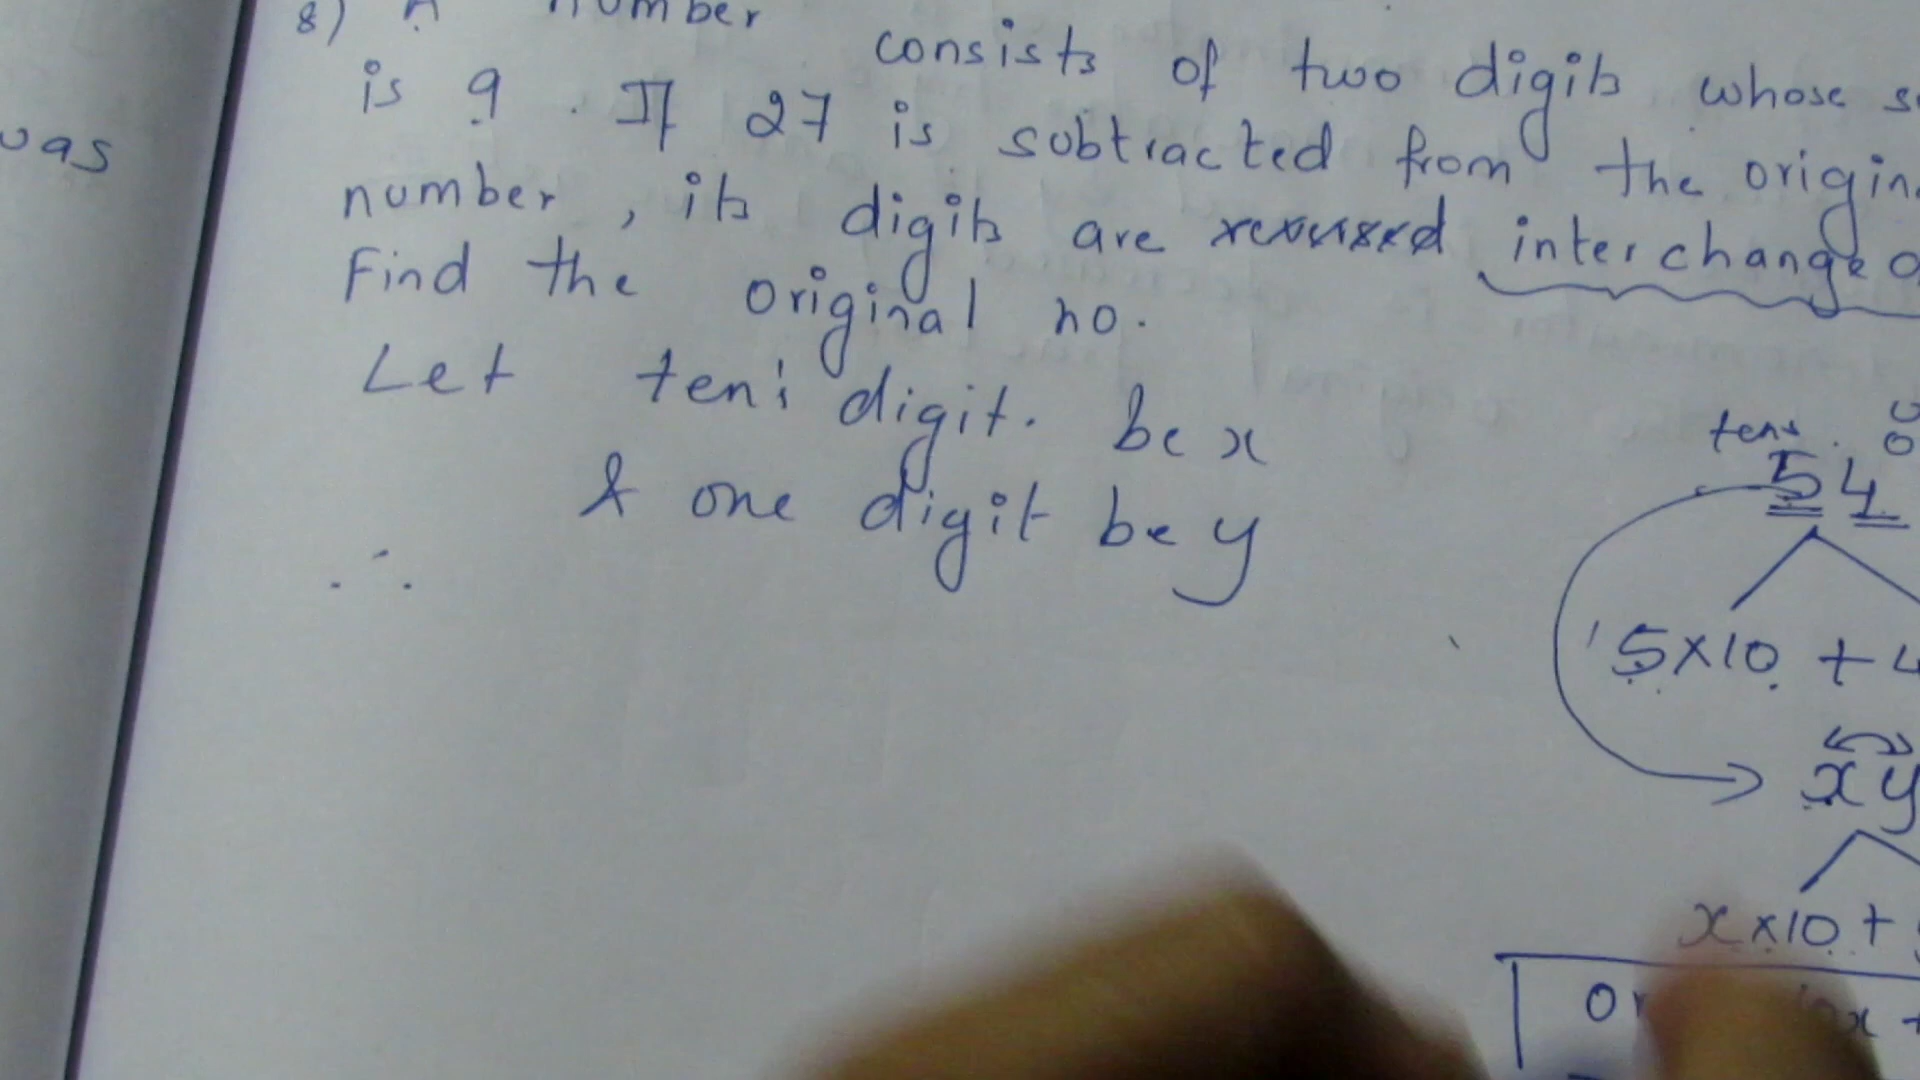 8) A number consists of two digits whose
is 9. If 27 is subtracted from the
number, its digits are reversed interchange
Find the original no.
Let ten's digit. be x
& one digit be y
∴
was
tens.
54
5×10 + 4
xy
x×10 +